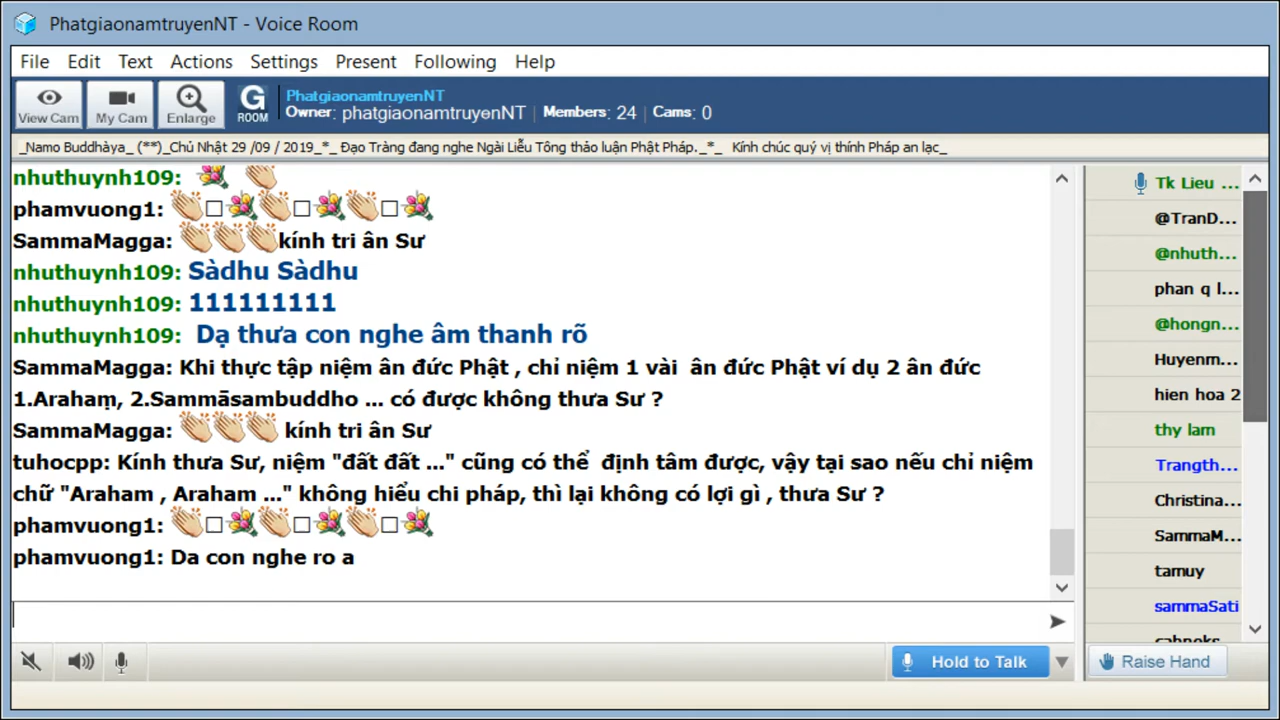 PhatgiaonamtruyenNT - Voice Room
File Edit Text Actions Settings Present Following Help
View Cam My Cam Enlarge G ROOM
PhatgiaonamtruyenNT
Owner: phatgiaonamtruyenNT | Members: 24 | Cams: 0
_Namo Buddhàya_ (**)_Chủ Nhật 29 /09 / 2019_*_ Đạo Tràng đang nghe Ngài Liễu Tông thảo luận Phật Pháp._*_ Kính chúc quý vị thính Pháp an lạc_
nhuthuynh109:
phamvuong1:
SammaMagga: kính tri ân Sư
nhuthuynh109: Sàdhu Sàdhu
nhuthuynh109: 111111111
nhuthuynh109: Dạ thưa con nghe âm thanh rõ
SammaMagga: Khi thực tập niệm ân đức Phật , chỉ niệm 1 vài ân đức Phật ví dụ 2 ân đức
1.Arahaṃ, 2.Sammāsambuddho ... có được không thưa Sư ?
SammaMagga: kính tri ân Sư
tuhocpp: Kính thưa Sư, niệm "đất đất ..." cũng có thể định tâm được, vậy tại sao nếu chỉ niệm
chữ "Araham , Araham ..." không hiểu chi pháp, thì lại không có lợi gì , thưa Sư ?
phamvuong1:
phamvuong1: Da con nghe ro a
Tk Lieu ...
@TranD...
@nhuth...
phan q l...
@hongn...
Huyenm...
hien hoa 2
thy lam
Trangth...
Christina...
SammaM...
tamuy
sammaSati
Hold to Talk
Raise Hand